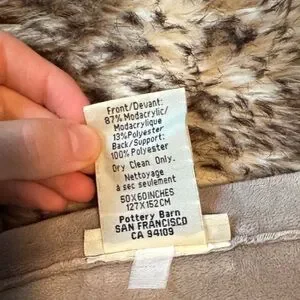 Front/Devant:
87% Modacrylic/
Modacrylique
13% Polyester
Back/Support:
100% Polyester
Dry Clean Only.
Nettoyage
a sec seulement
50X60INCHES
127X152CM
Pottery Barn
SAN FRANCISCO
CA 94109